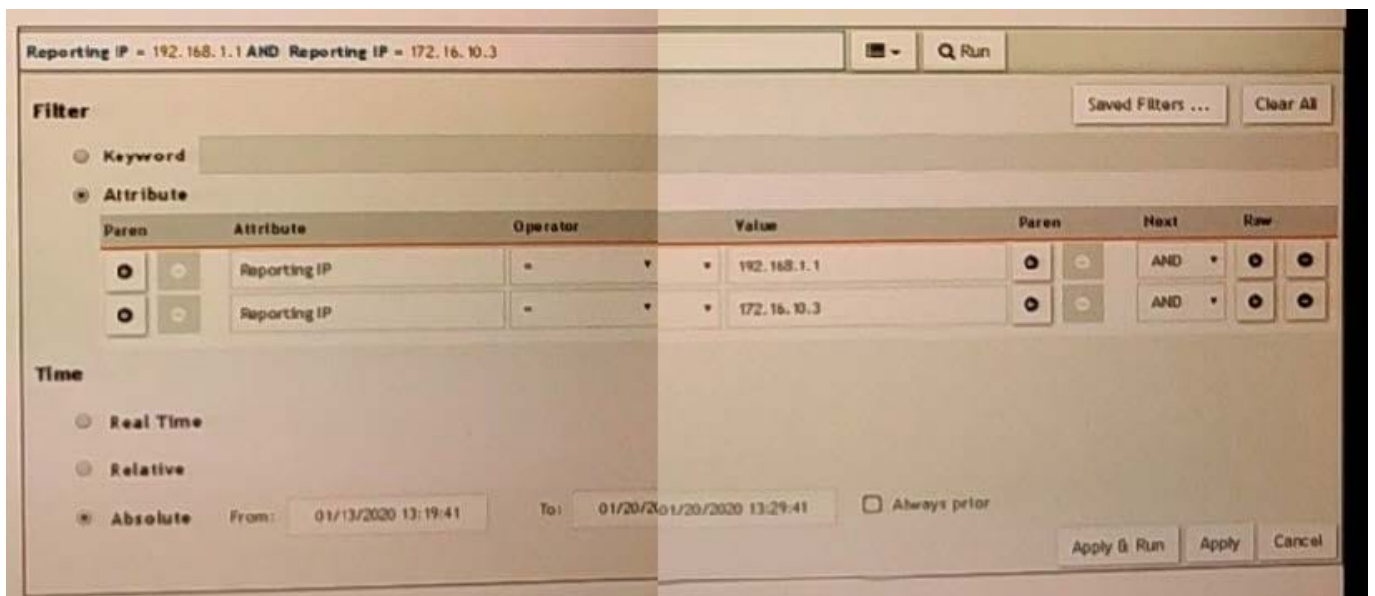 Reporting IP = 192.168.1.1 AND Reporting IP = 172.16.10.3 Run
Filter Saved Filters ... Clear All
Keyword
Attribute
Paren Attribute Operator Value Paren Next Row
Reporting IP = 192.168.1.1 AND
Reporting IP = 172.16.10.3 AND
Time
Real Time
Relative
Absolute From: 01/13/2020 13:19:41 To: 01/20/20 01/20/2020 13:29:41 Always prior
Apply & Run Apply Cancel